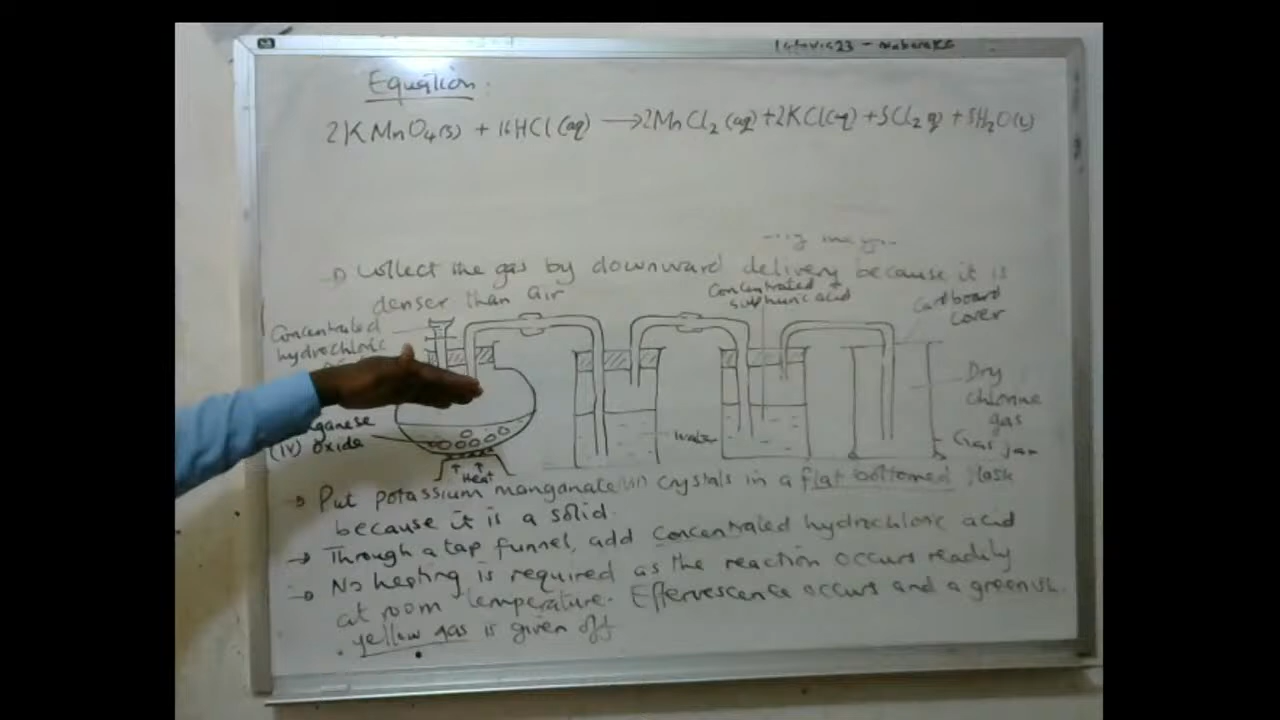 Equation
2KMnO4(s) + 16HCl(aq) → 2MnCl2(aq) + 2KCl(aq) + 5Cl2 g + 5H2O(l)
→ Collect the gas by downward delivery because it is
denser than air
Concentrated
sulphuric acid
Cardboard
cover
Concentrated
hydrochloric
Dry
chlorine
gas
Gas jar
(IV) oxide
water
Heat
→ Put potassium manganate crystals in a flat bottomed flask
because it is a solid.
→ Through a tap funnel, add concentrated hydrochloric acid
→ No heating is required as the reaction occurs readily
at room temperature. Effervescence occurs and a greenish
yellow gas is given off